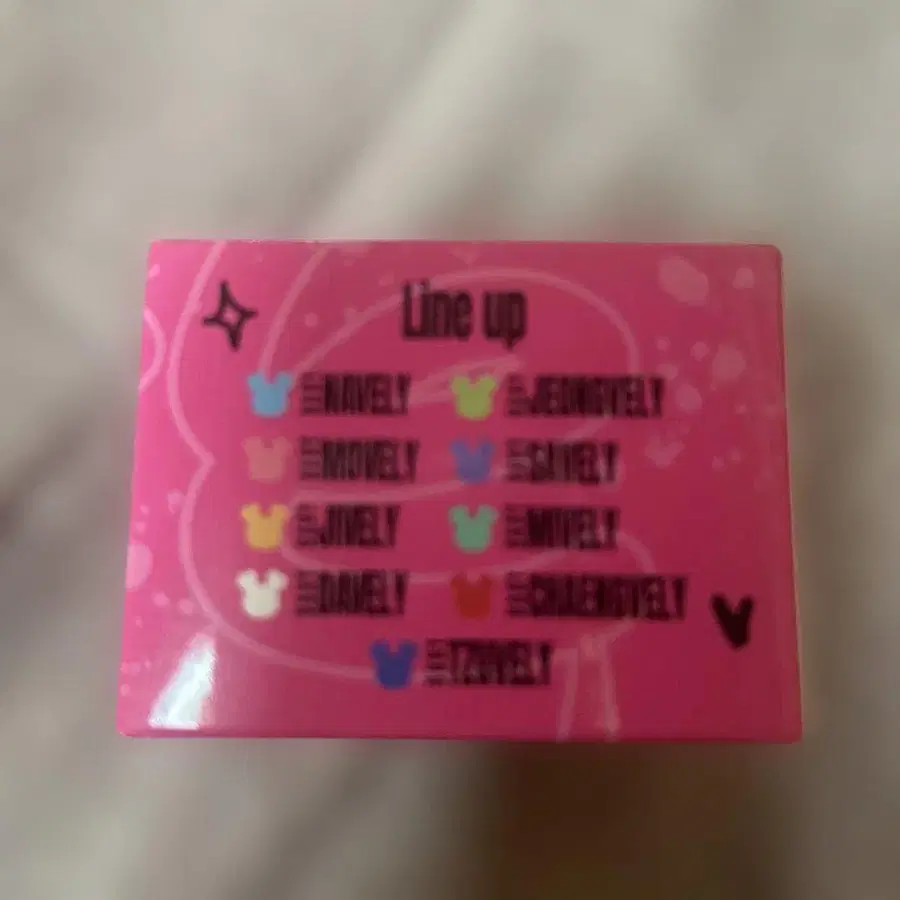 Line up
NAVELY JEONGVELY
MOVELY SAVELY
JIVELY MIVELY
DAVELY CHAENGVELY
TZUVELY